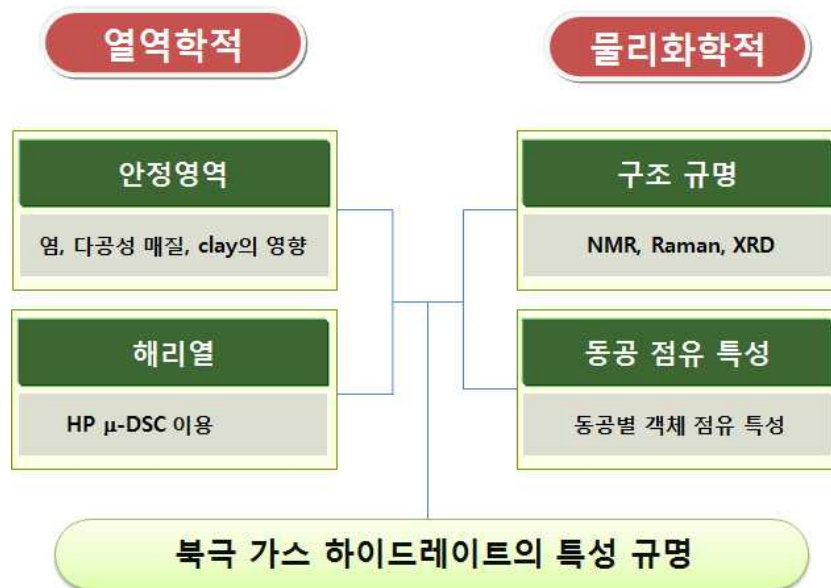 열역학적
물리화학적
안정영역
염, 다공성 매질, clay의 영향
해리열
HP μ-DSC 이용
구조 규명
NMR, Raman, XRD
동공 점유 특성
동공별 객체 점유 특성
북극 가스 하이드레이트의 특성 규명